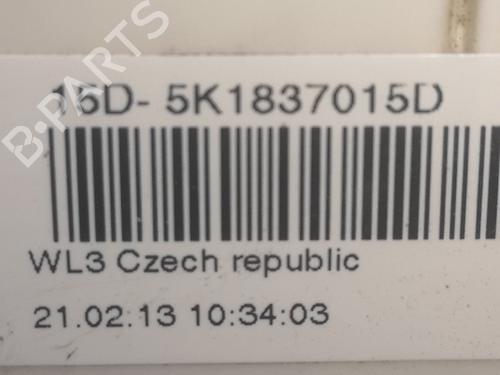 15D- 5K1837015D
WL3 Czech republic
21.02.13 10:34:03
B-PARTS